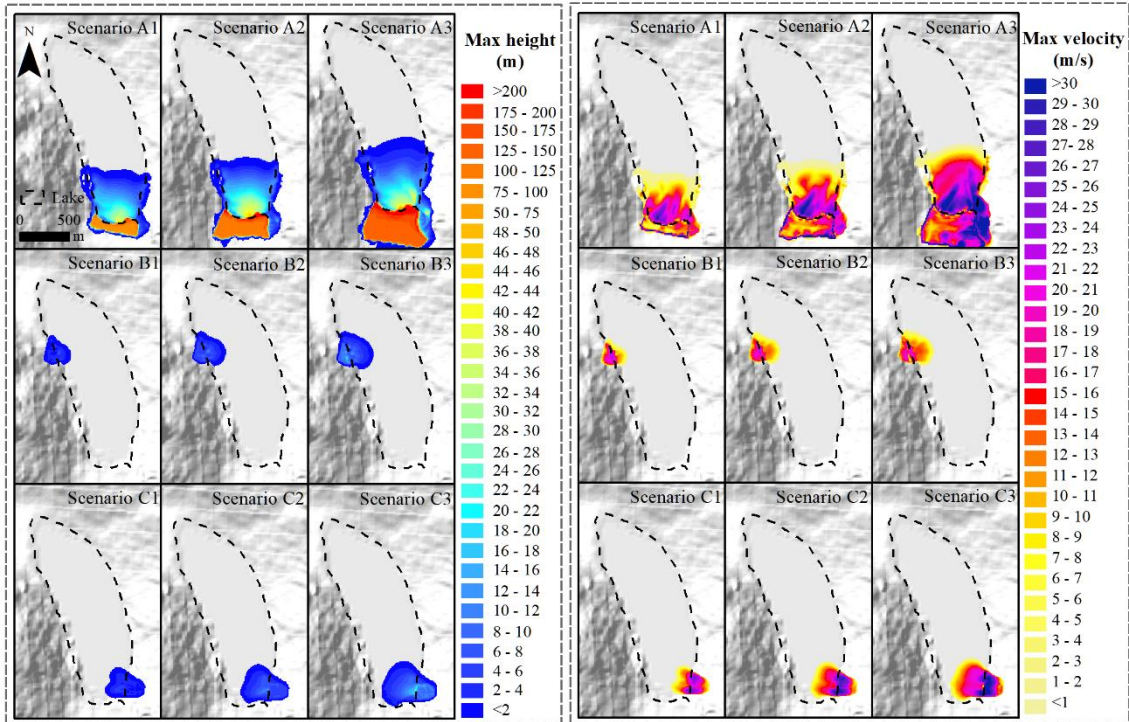 Scenario A1
Scenario A2
Scenario A3
N
Lake
0 500
m
Scenario B1
Scenario B2
Scenario B3
Scenario C1
Scenario C2
Scenario C3
Max height
(m)
>200
175 - 200
150 - 175
125 - 150
100 - 125
75 - 100
50 - 75
48 - 50
46 - 48
44 - 46
42 - 44
40 - 42
38 - 40
36 - 38
34 - 36
32 - 34
30 - 32
28 - 30
26 - 28
24 - 26
22 - 24
20 - 22
18 - 20
16 - 18
14 - 16
12 - 14
10 - 12
8 - 10
6 - 8
4 - 6
2 - 4
<2
Scenario A1
Scenario A2
Scenario A3
Scenario B1
Scenario B2
Scenario B3
Scenario C1
Scenario C2
Scenario C3
Max velocity
(m/s)
>30
29 - 30
28 - 29
27- 28
26 - 27
25 - 26
24 - 25
23 - 24
22 - 23
21 - 22
20 - 21
19 - 20
18 - 19
17 - 18
16 - 17
15 - 16
14 - 15
13 - 14
12 - 13
11 - 12
10 - 11
9 - 10
8 - 9
7 - 8
6 - 7
5 - 6
4 - 5
3 - 4
2 - 3
1 - 2
<1